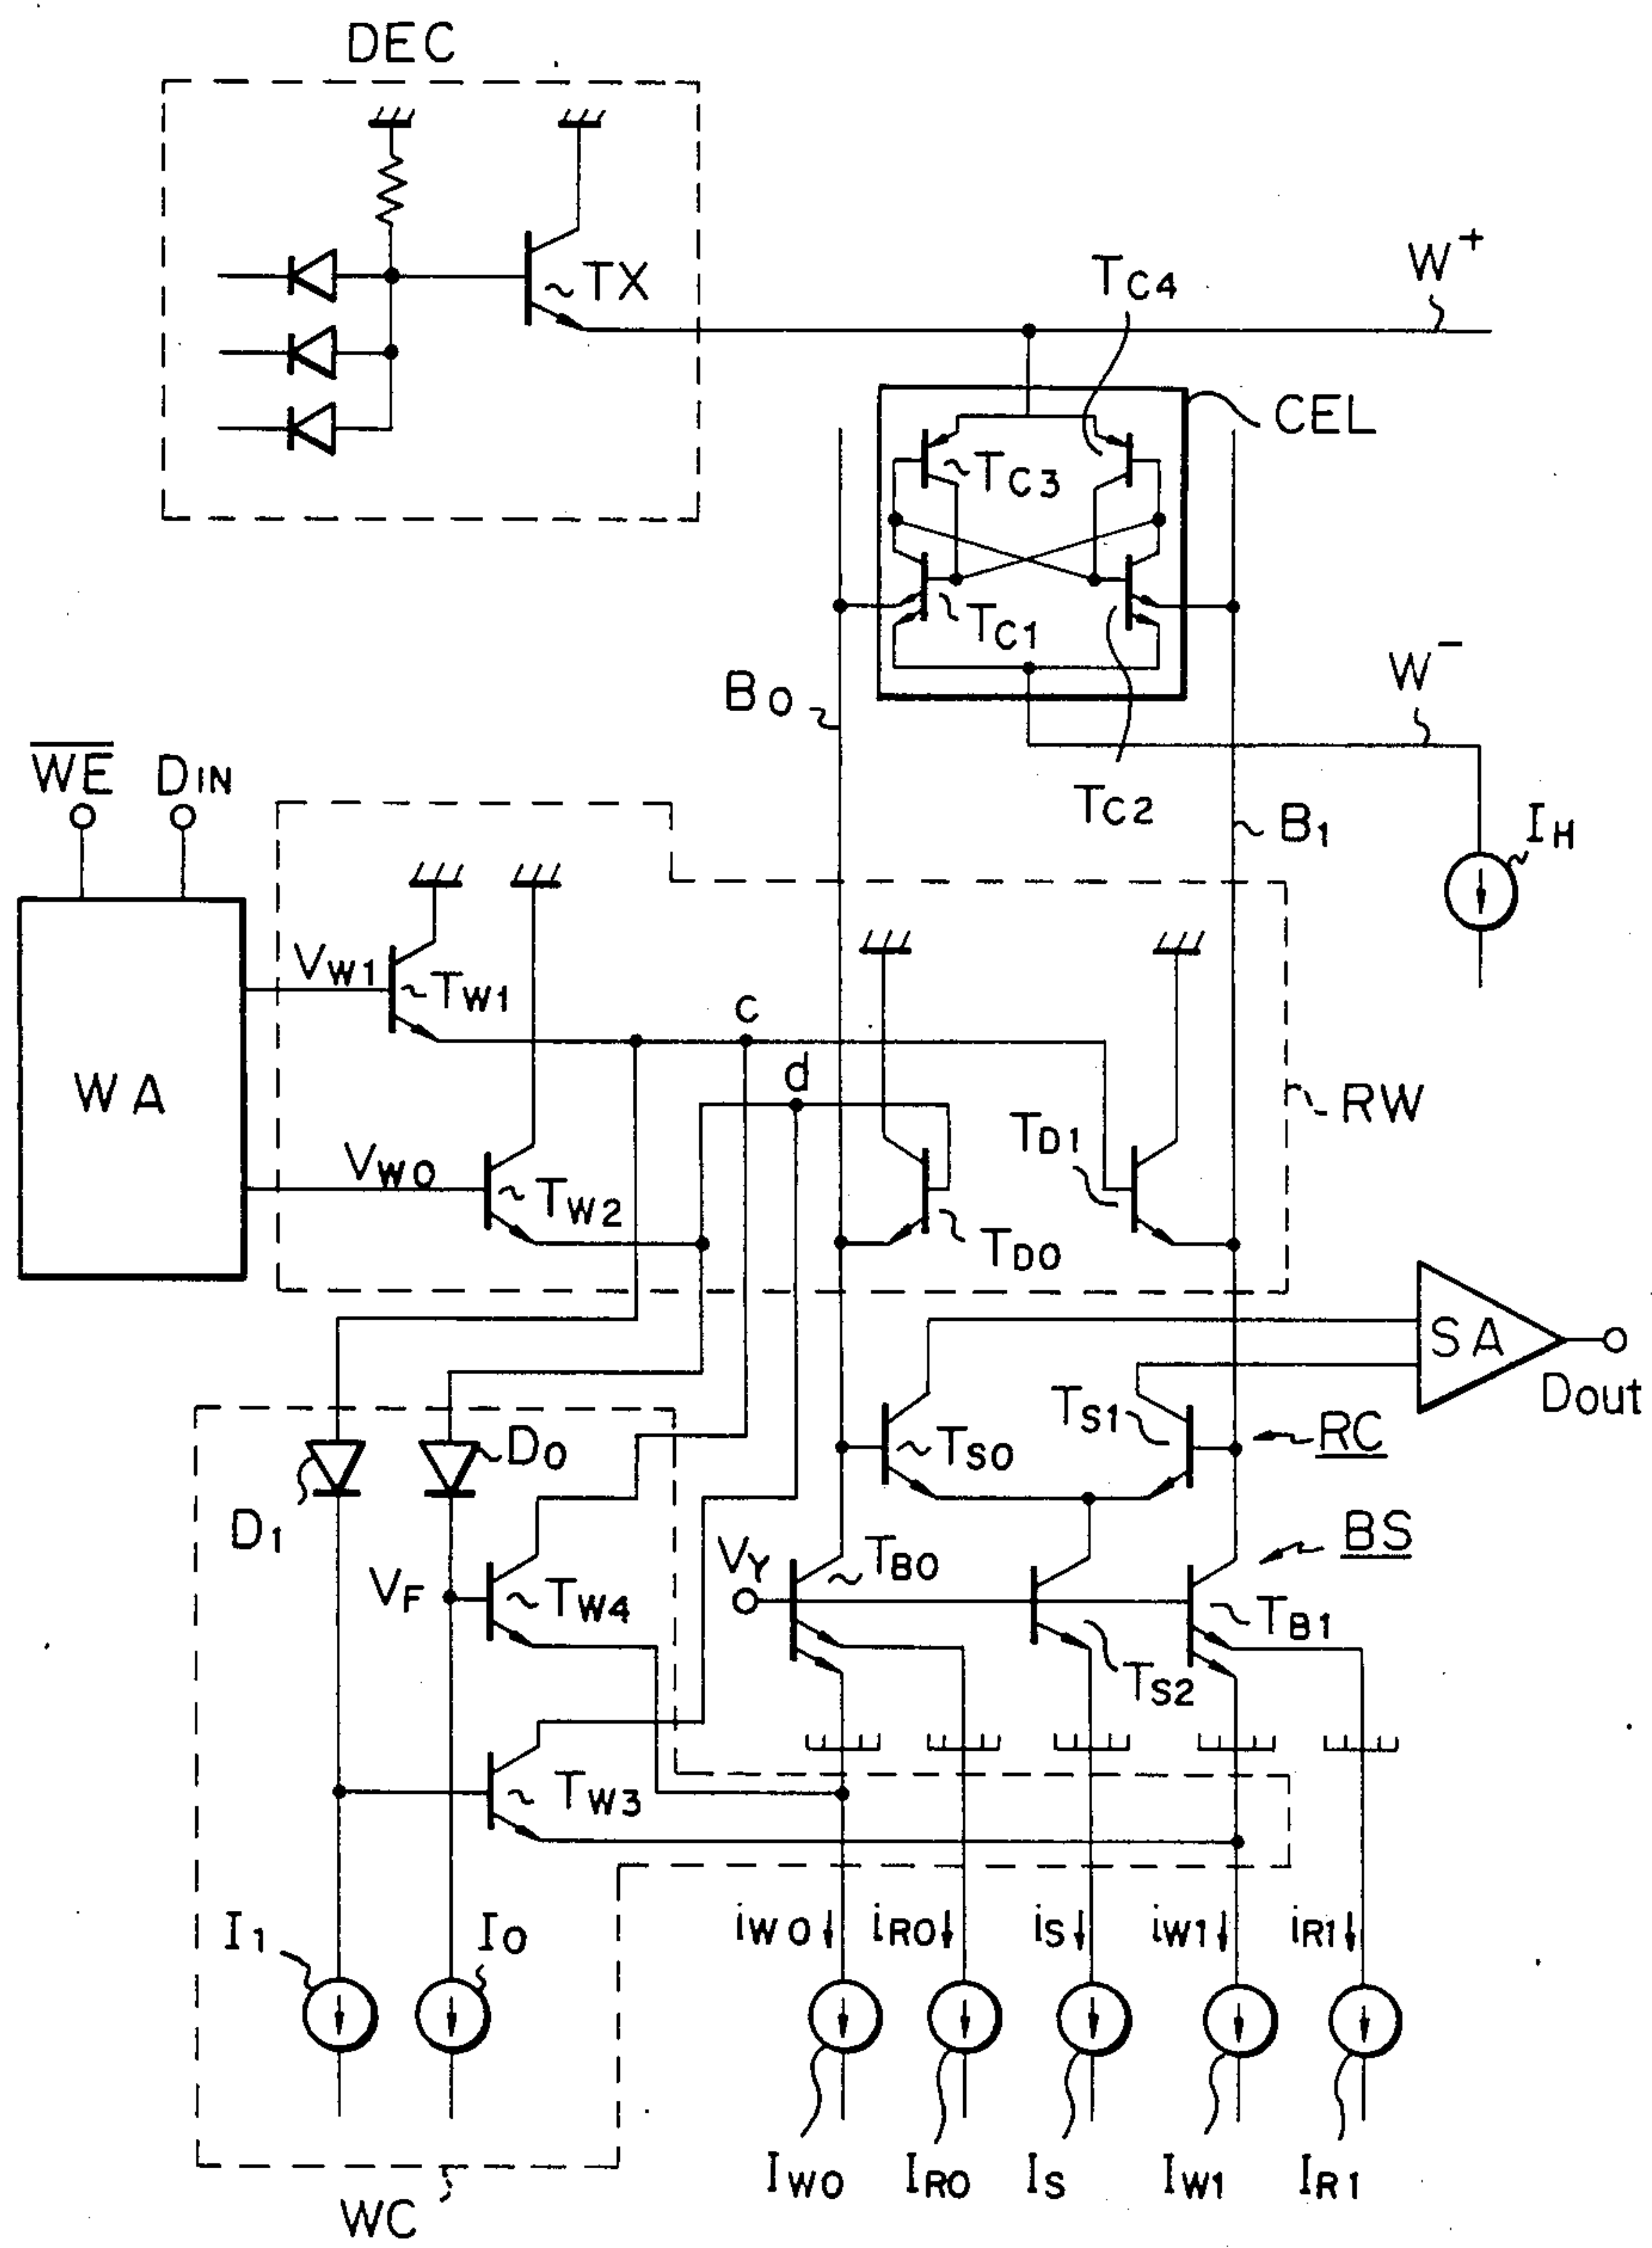 DEC
TX
W+
TC4
CEL
TC3
TC1
B0
W−
TC2
B1
IH
W̅E̅
DIN
VW1
TW1
c
WA
d
RW
TD1
VW0
TW2
TD0
SA
Dout
TS1
RC
TS0
D0
D1
BS
VY
TB0
VF
TW4
TB1
TS2
TW3
I1
I0
iW0
iR0
iS
iW1
iR1
IW0
IR0
IS
IW1
IR1
WC